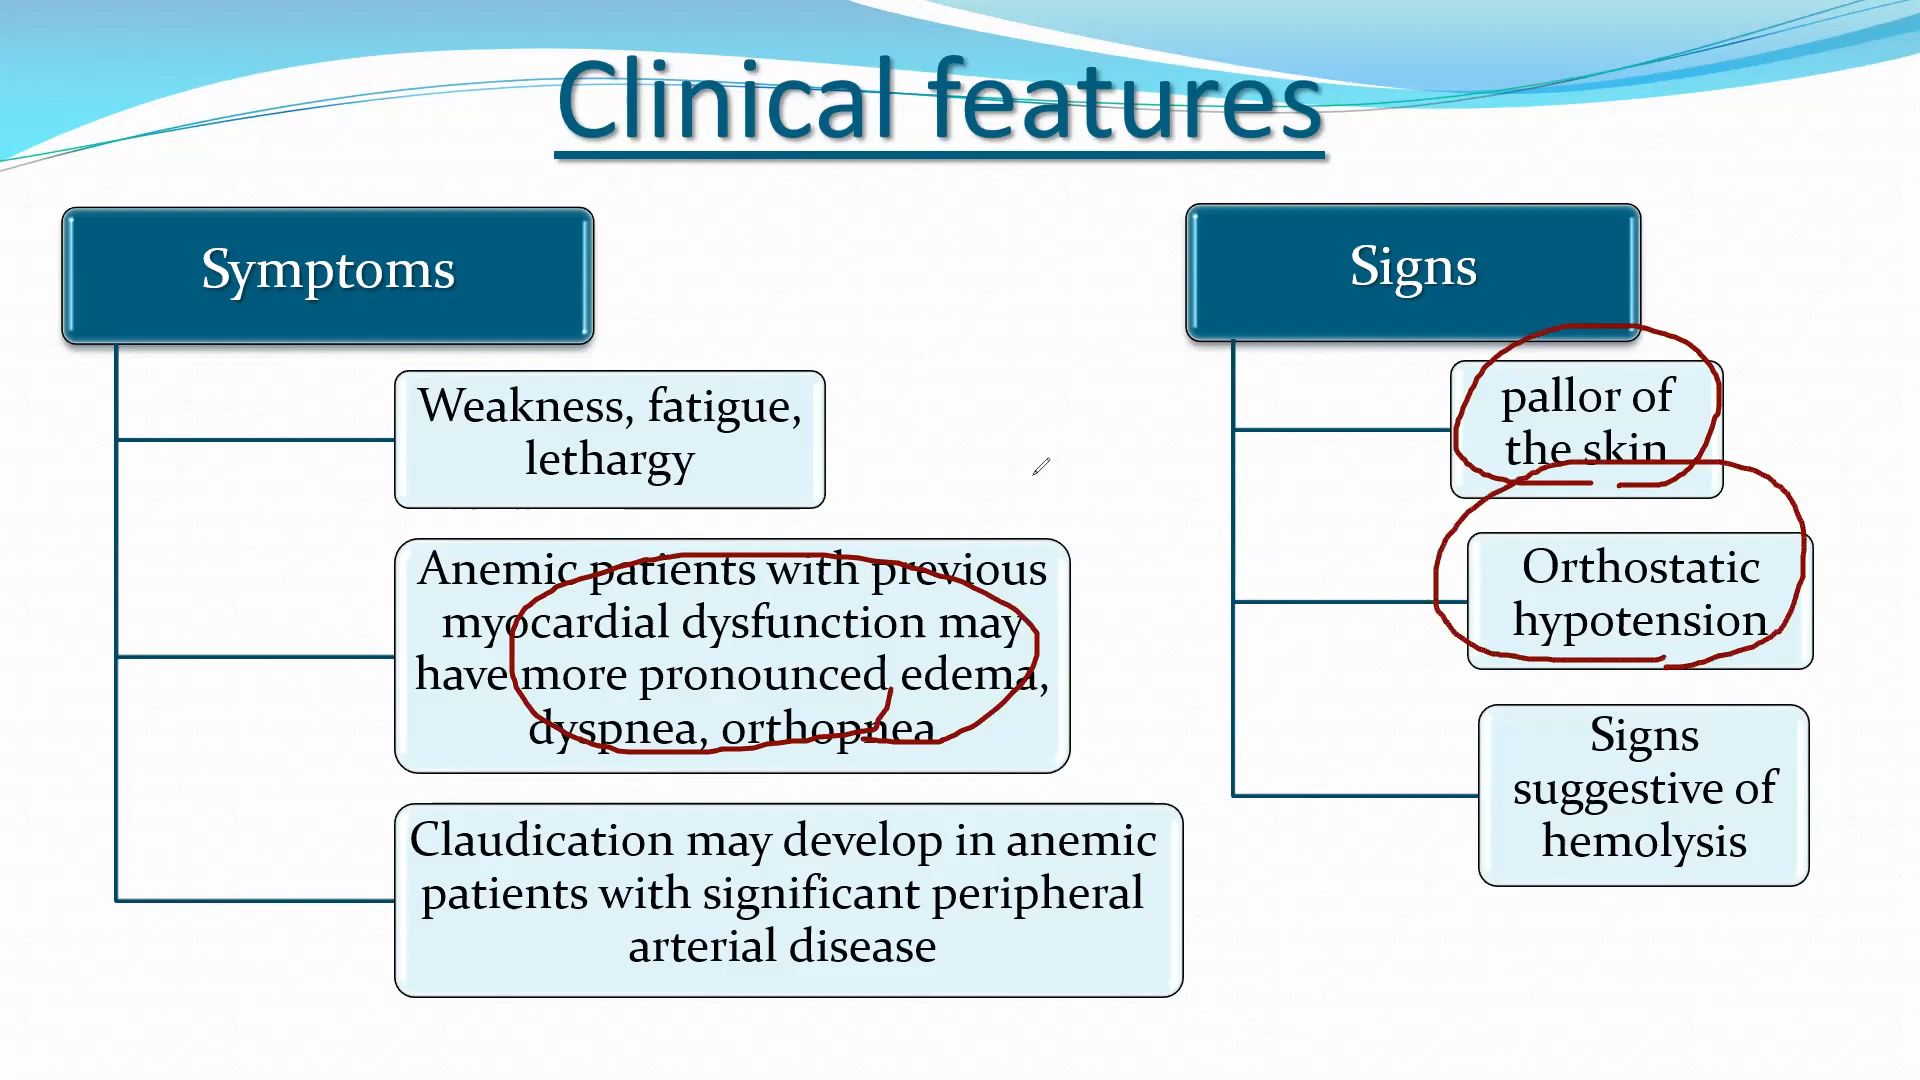 Clinical features
Symptoms
Weakness, fatigue,
lethargy
Anemic patients with previous
myocardial dysfunction may
have more pronounced edema,
dyspnea, orthopnea
Claudication may develop in anemic
patients with significant peripheral
arterial disease
Signs
pallor of
the skin
Orthostatic
hypotension
Signs
suggestive of
hemolysis